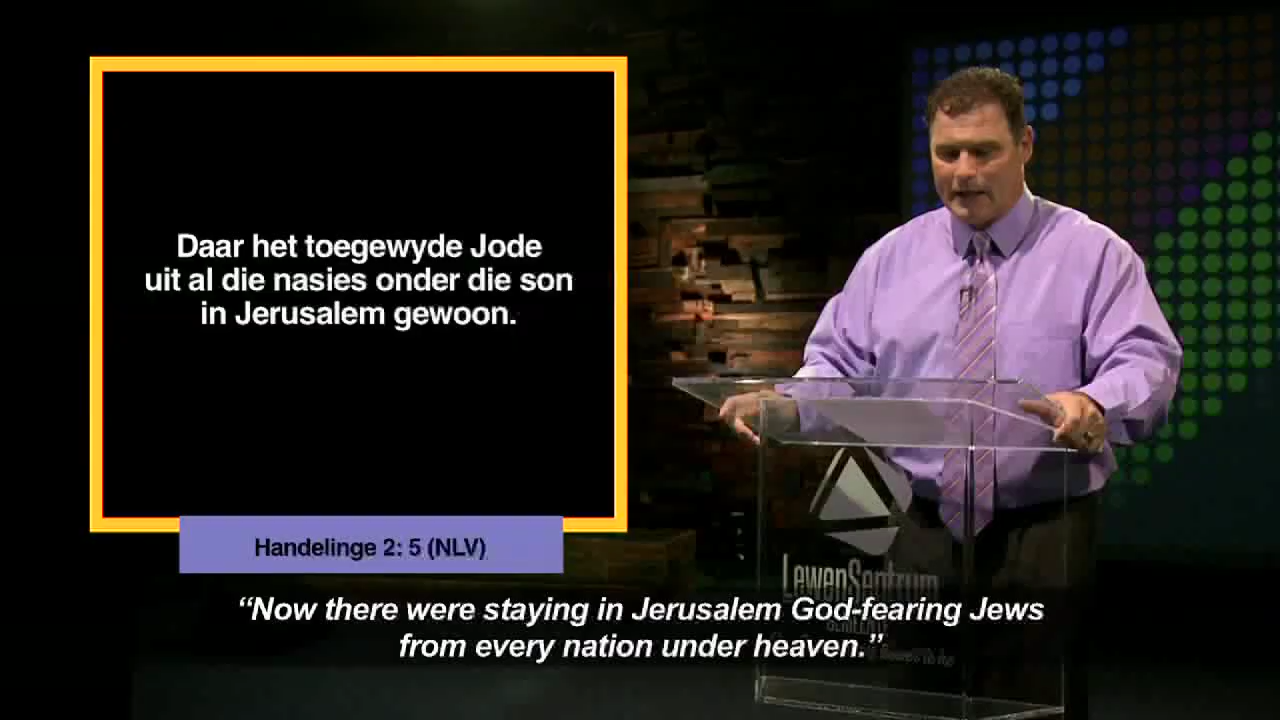 Daar het toegewyde Jode
uit al die nasies onder die son
in Jerusalem gewoon.
Handelinge 2: 5 (NLV)
LewenSentrum
“Now there were staying in Jerusalem God-fearing Jews
from every nation under heaven.”